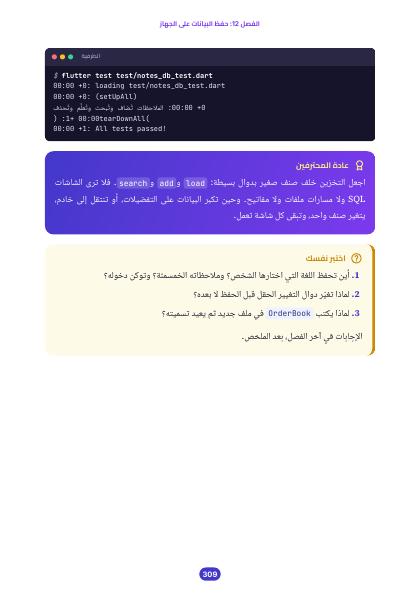 الفصل 12: حفظ البيانات على الجهاز
الطرفية
$ flutter test test/notes_db_test.dart
00:00 +0: loading test/notes_db_test.dart
00:00 +0: (setUpAll)
00:00 +0: الملاحظات تُضاف وتُبحث وتُعلَّم وتُحذف
00:00 +1: (tearDownAll)
00:00 +1: All tests passed!
عادة المحترفين
اجعل التخزين خلف صنف صغير بدوال بسيطة: load وadd وsearch. فلا ترى الشاشات
SQL ولا مسارات ملفات ولا مفاتيح. وحين تكبر البيانات على التفضيلات، أو تنتقل إلى خادم،
يتغير صنف واحد، وتبقى كل شاشة تعمل.
اختبر نفسك
1. أين تحفظ اللغة التي اختارها الشخص؟ وملاحظاته الخمسمئة؟ وتوكن دخوله؟
2. لماذا تغيّر دوال التغيير الحقل قبل الحفظ لا بعده؟
3. لماذا يكتب OrderBook في ملف جديد ثم يعيد تسميته؟
الإجابات في آخر الفصل، بعد الملخص.
309